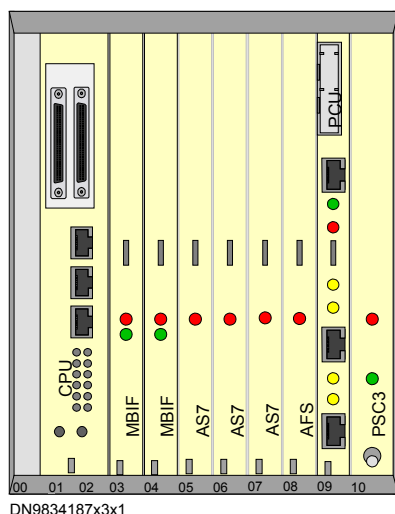 PCU
CPU
MBIF
MBIF
AS7
AS7
AS7
AFS
PSC3
00 01 02 03 04 05 06 07 08 09 10
DN9834187x3x1